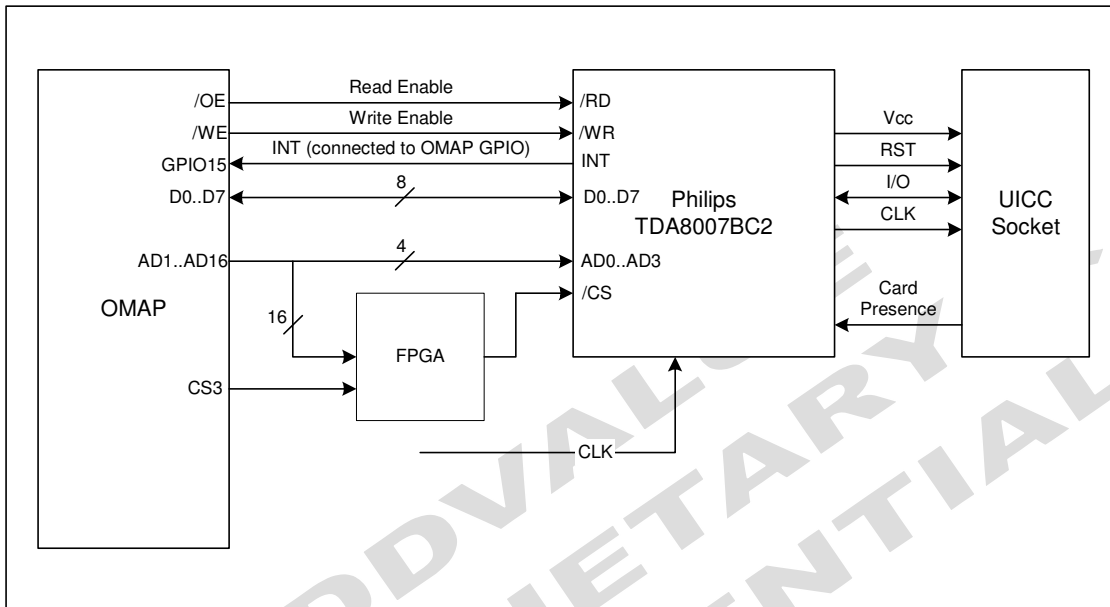 /OE Read Enable /RD
/WE Write Enable /WR
GPIO15 INT (connected to OMAP GPIO) INT
D0..D7 8 D0..D7
AD1..AD16 4 AD0..AD3
OMAP
16
FPGA
/CS
CS3
CLK
Philips
TDA8007BC2
Vcc
RST
I/O
CLK
Card
Presence
UICC
Socket